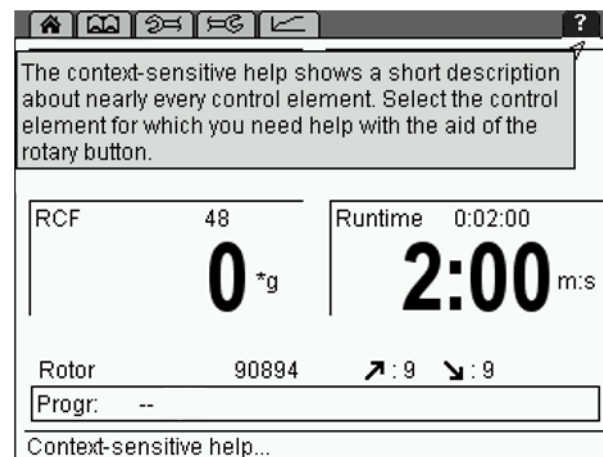 ?
The context-sensitive help shows a short description
about nearly every control element. Select the control
element for which you need help with the aid of the
rotary button.
RCF 48
0 *g
Runtime 0:02:00
2:00 m:s
Rotor 90894 ↗ : 9 ↘ : 9
Progr: --
Context-sensitive help...